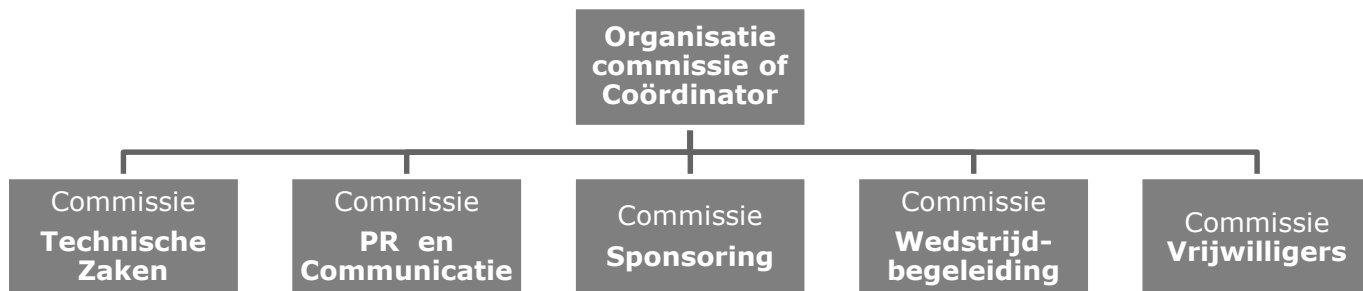 Organisatie
commissie of
Coördinator
Commissie
Technische
Zaken
Commissie
PR en
Communicatie
Commissie
Sponsoring
Commissie
Wedstrijd-
begeleiding
Commissie
Vrijwilligers